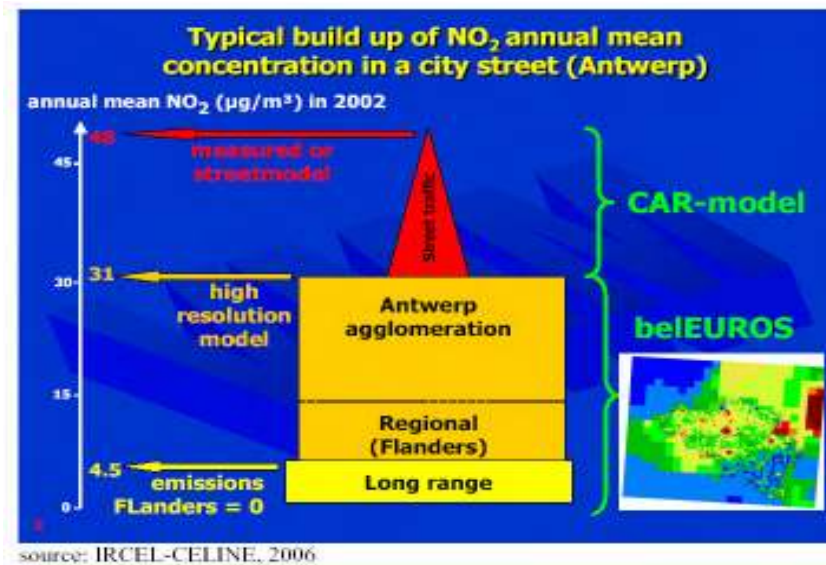 Typical build up of NO₂ annual mean
concentration in a city street (Antwerp)
annual mean NO₂ (µg/m³) in 2002
48
measured or
streetmodel
45
Street traffic
CAR-model
31
30
high
resolution
model
Antwerp
agglomeration
belEUROS
15
Regional
(Flanders)
4.5
emissions
FLanders = 0
Long range
0
source: IRCEL-CELINE, 2006